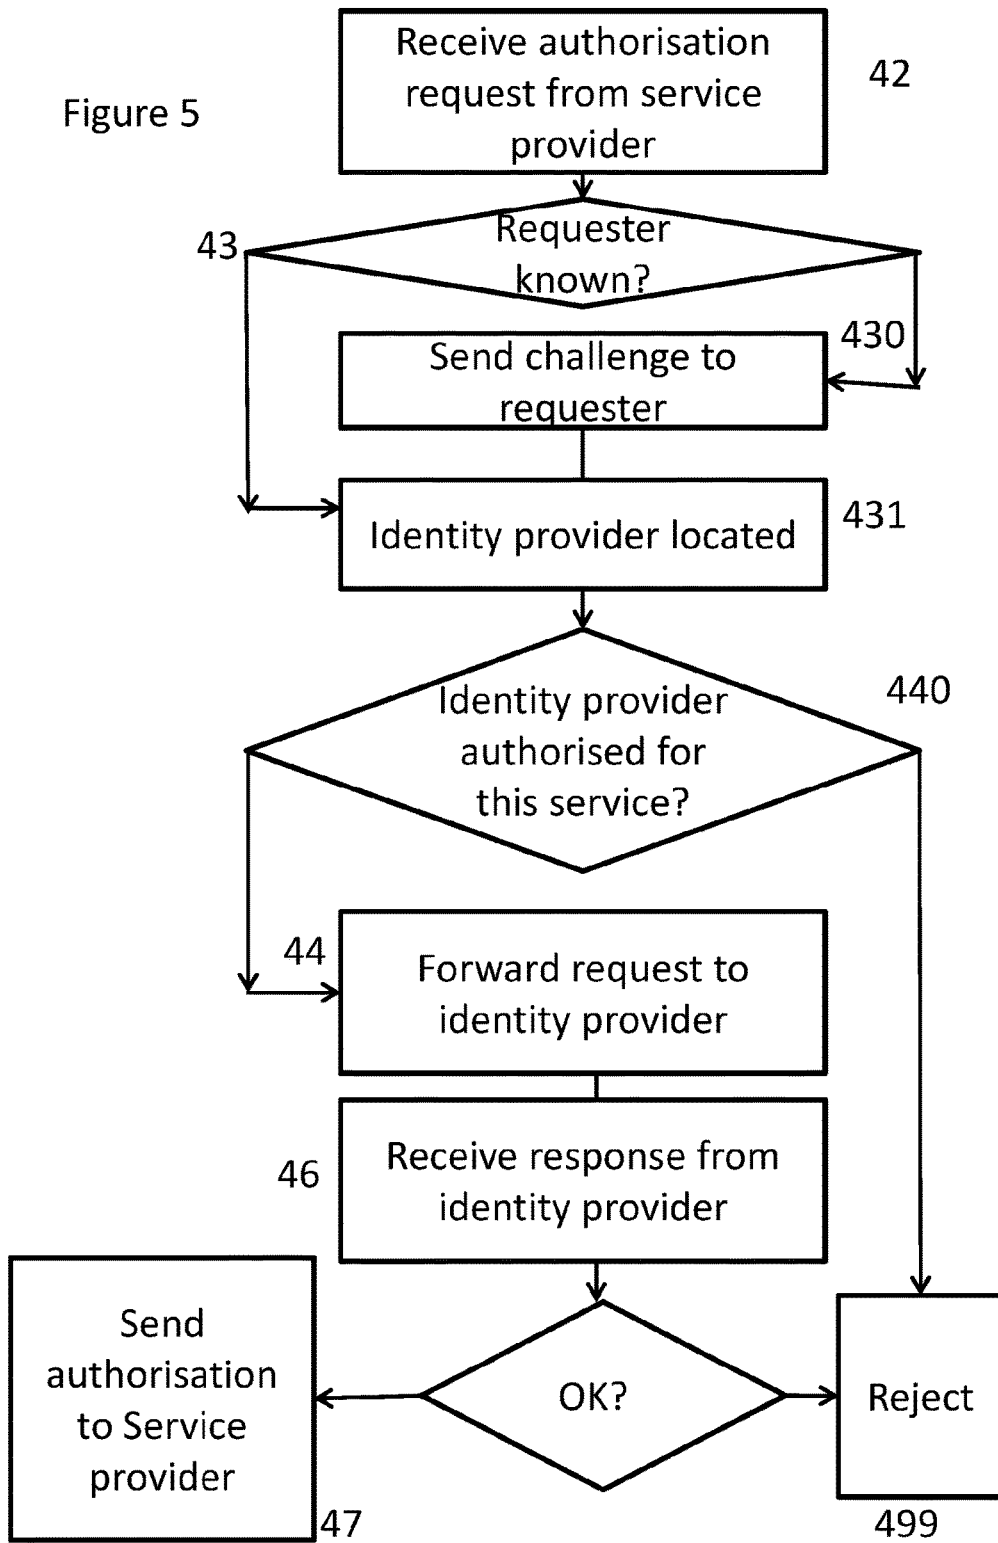 Receive authorisation
request from service
provider
42
Figure 5
43
Requester
known?
430
Send challenge to
requester
431
Identity provider located
440
Identity provider
authorised for
this service?
44
Forward request to
identity provider
46
Receive response from
identity provider
Send
authorisation
to Service
provider
47
OK?
Reject
499